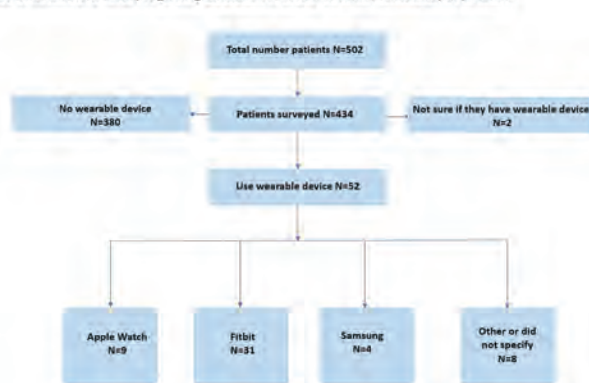 Total number patients N=502
No wearable device
N=380
Patients surveyed N=434
Not sure if they have wearable device
N=2
Use wearable device N=52
Apple Watch
N=9
Fitbit
N=31
Samsung
N=4
Other or did
not specify
N=8